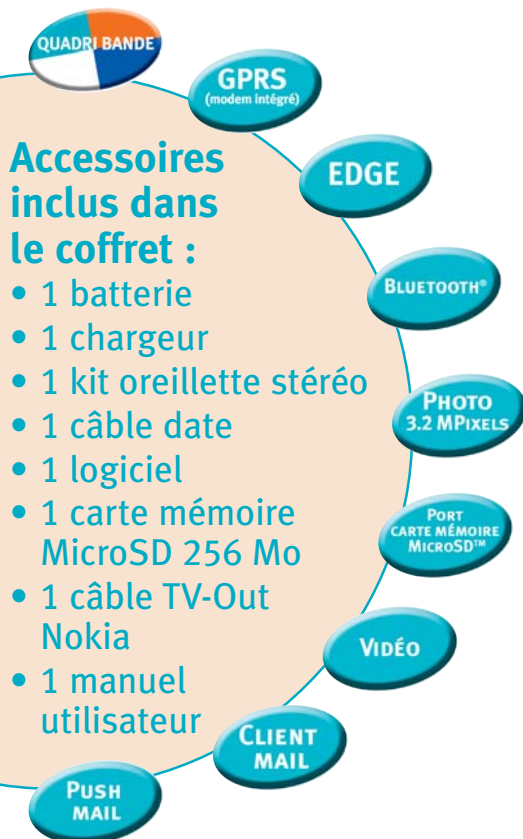 QUADRI BANDE
GPRS
(modem intégré)
EDGE
BLUETOOTH®
PHOTO
3.2 MPIXELS
PORT
CARTE MÉMOIRE
MICROSD™
VIDÉO
CLIENT
MAIL
PUSH
MAIL
Accessoires
inclus dans
le coffret :
• 1 batterie
• 1 chargeur
• 1 kit oreillette stéréo
• 1 câble date
• 1 logiciel
• 1 carte mémoire
MicroSD 256 Mo
• 1 câble TV-Out
Nokia
• 1 manuel
utilisateur